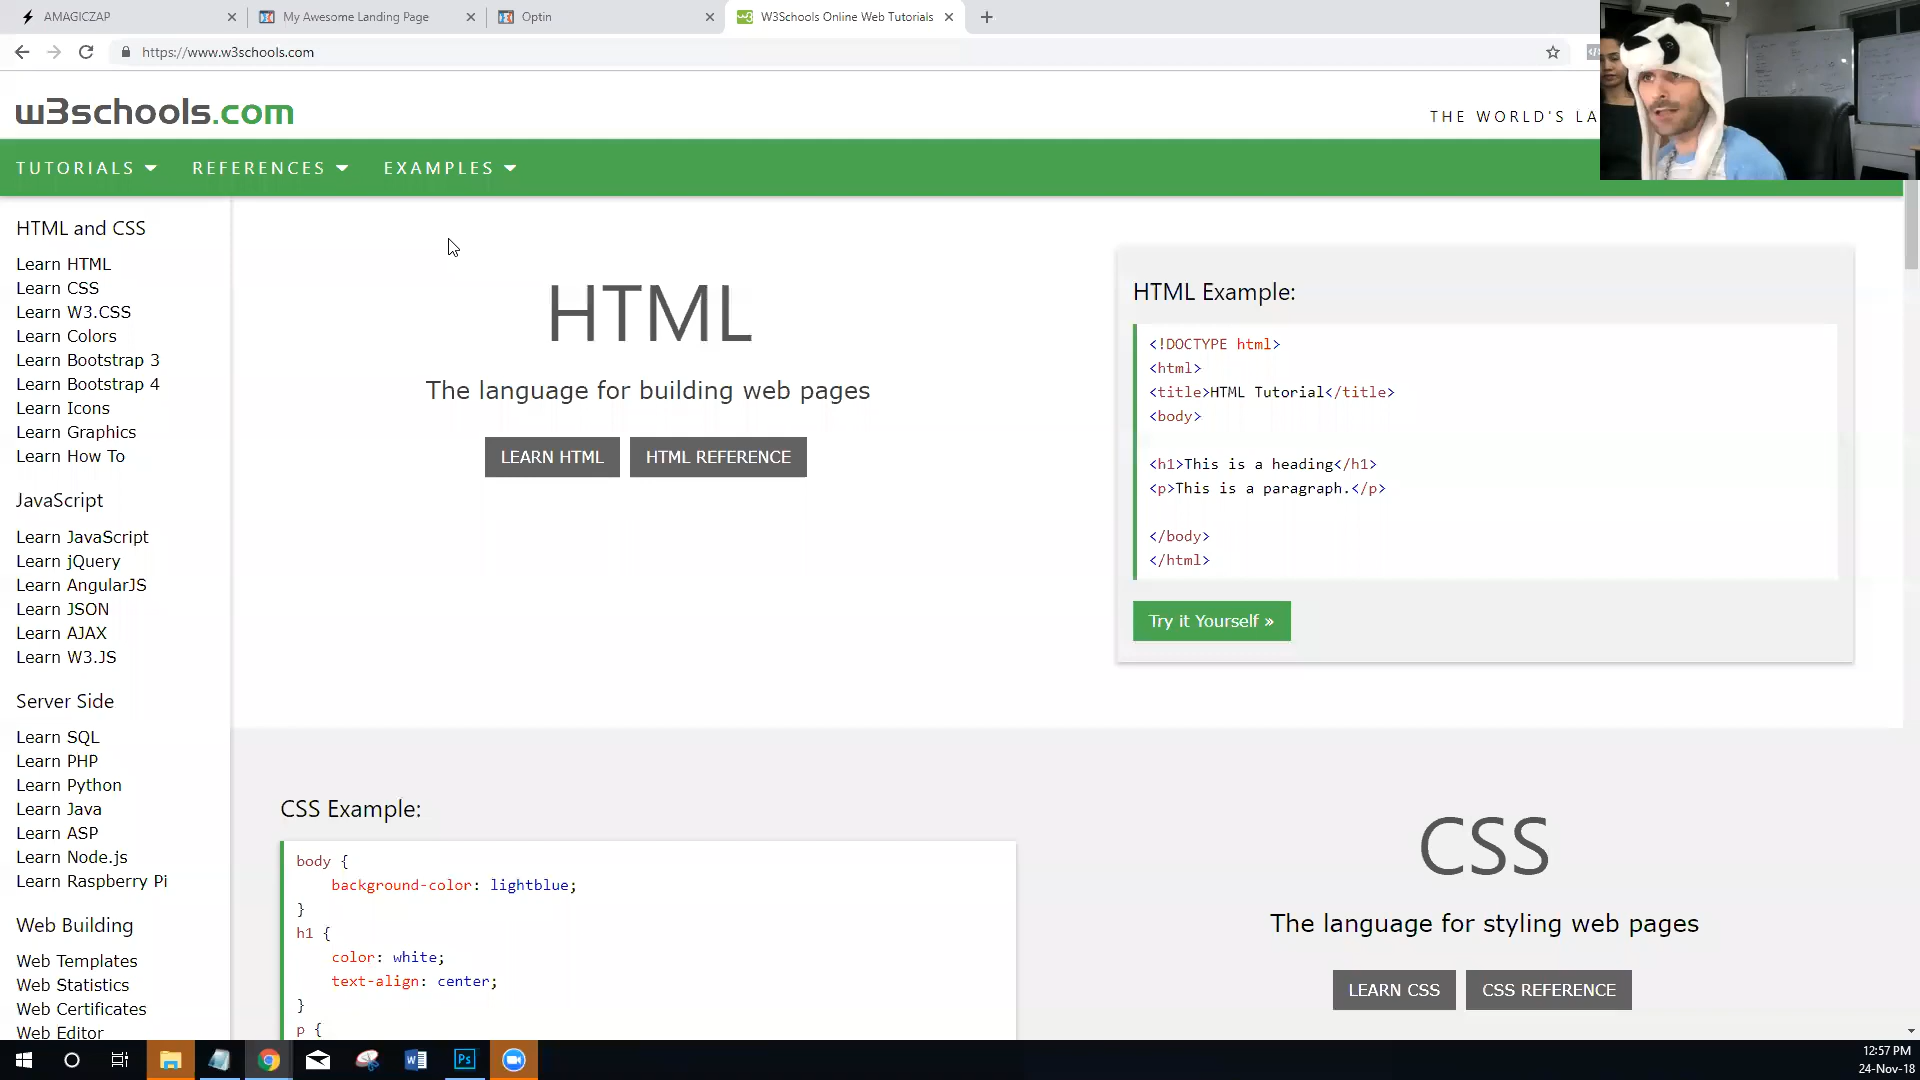 AMAGICZAP
My Awesome Landing Page
Optin
W3Schools Online Web Tutorials
https://www.w3schools.com
w3schools.com
THE WORLD'S LA
TUTORIALS
REFERENCES
EXAMPLES
HTML and CSS
Learn HTML
Learn CSS
Learn W3.CSS
Learn Colors
Learn Bootstrap 3
Learn Bootstrap 4
Learn Icons
Learn Graphics
Learn How To
JavaScript
Learn JavaScript
Learn jQuery
Learn AngularJS
Learn JSON
Learn AJAX
Learn W3.JS
Server Side
Learn SQL
Learn PHP
Learn Python
Learn Java
Learn ASP
Learn Node.js
Learn Raspberry Pi
Web Building
Web Templates
Web Statistics
Web Certificates
Web Editor
HTML
The language for building web pages
LEARN HTML
HTML REFERENCE
HTML Example:
<!DOCTYPE html>
<html>
<title>HTML Tutorial</title>
<body>
<h1>This is a heading</h1>
<p>This is a paragraph.</p>
</body>
</html>
Try it Yourself »
CSS Example:
body {
background-color: lightblue;
}
h1 {
color: white;
text-align: center;
}
p {
CSS
The language for styling web pages
LEARN CSS
CSS REFERENCE
Ps
12:57 PM
24-Nov-18